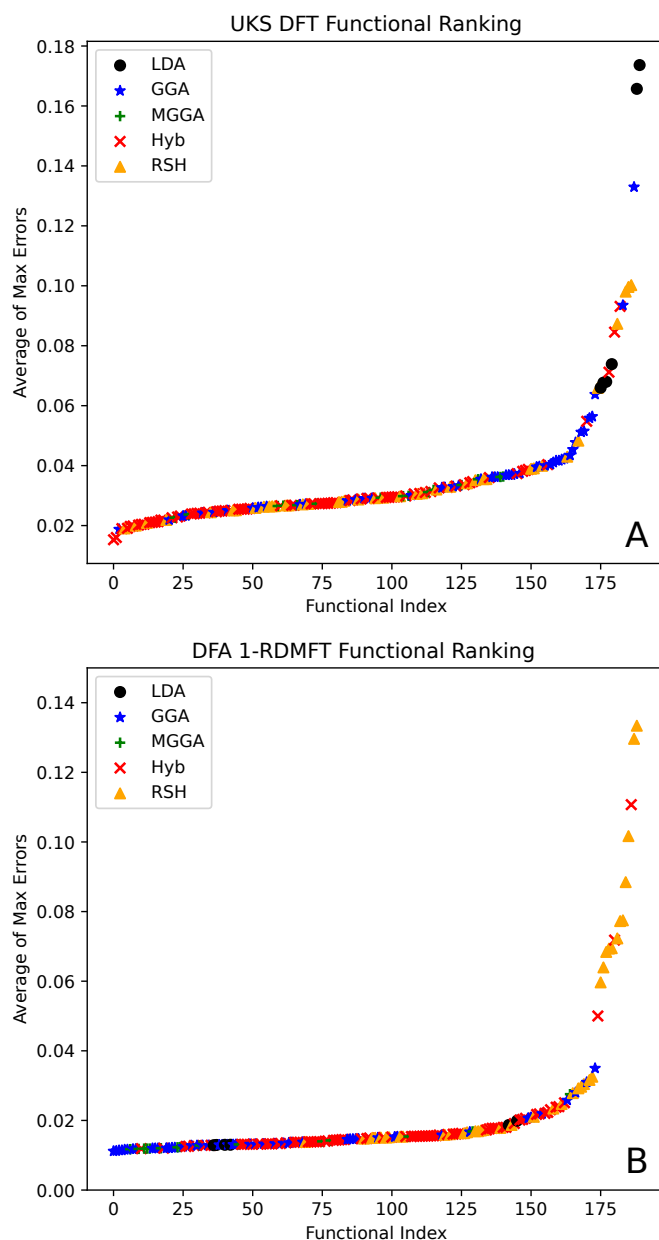 UKS DFT Functional Ranking
0.18
0.16
0.14
0.12
0.10
0.08
0.06
0.04
0.02
Average of Max Errors
LDA
GGA
MGGA
Hyb
RSH
A
0 25 50 75 100 125 150 175
Functional Index
DFA 1-RDMFT Functional Ranking
0.14
0.12
0.10
0.08
0.06
0.04
0.02
0.00
Average of Max Errors
LDA
GGA
MGGA
Hyb
RSH
B
0 25 50 75 100 125 150 175
Functional Index